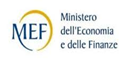 MEF
Ministero
dell'Economia
e delle Finanze